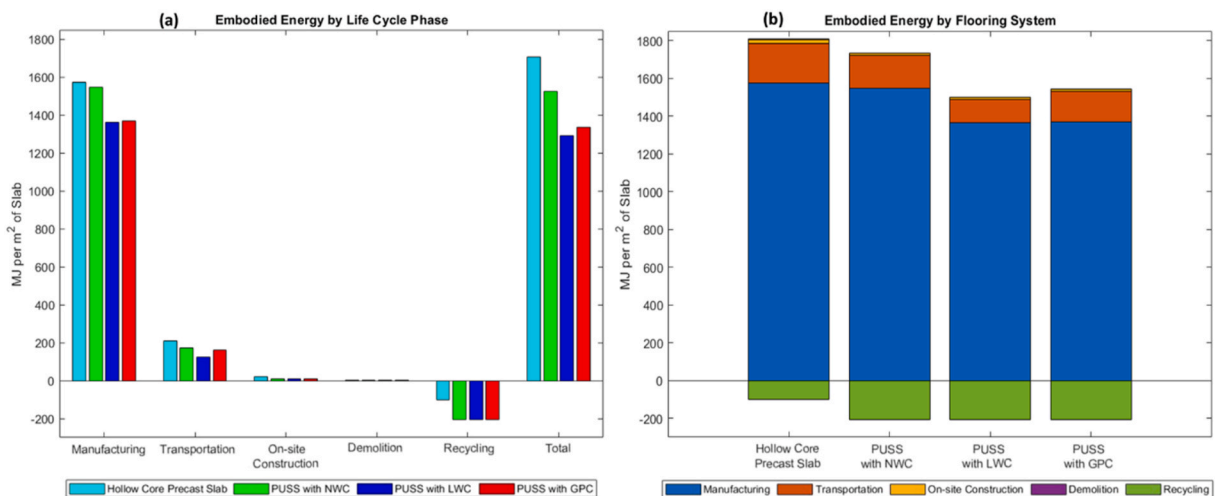 (a)
Embodied Energy by Life Cycle Phase
MJ per m² of Slab
1800
1600
1400
1200
1000
800
600
400
200
0
-200
Manufacturing Transportation On-site Construction Demolition Recycling Total
Hollow Core Precast Slab PUSS with NWC PUSS with LWC PUSS with GPC
(b)
Embodied Energy by Flooring System
MJ per m² of Slab
1800
1600
1400
1200
1000
800
600
400
200
0
-200
Hollow Core Precast Slab
PUSS with NWC
PUSS with LWC
PUSS with GPC
Manufacturing Transportation On-site Construction Demolition Recycling